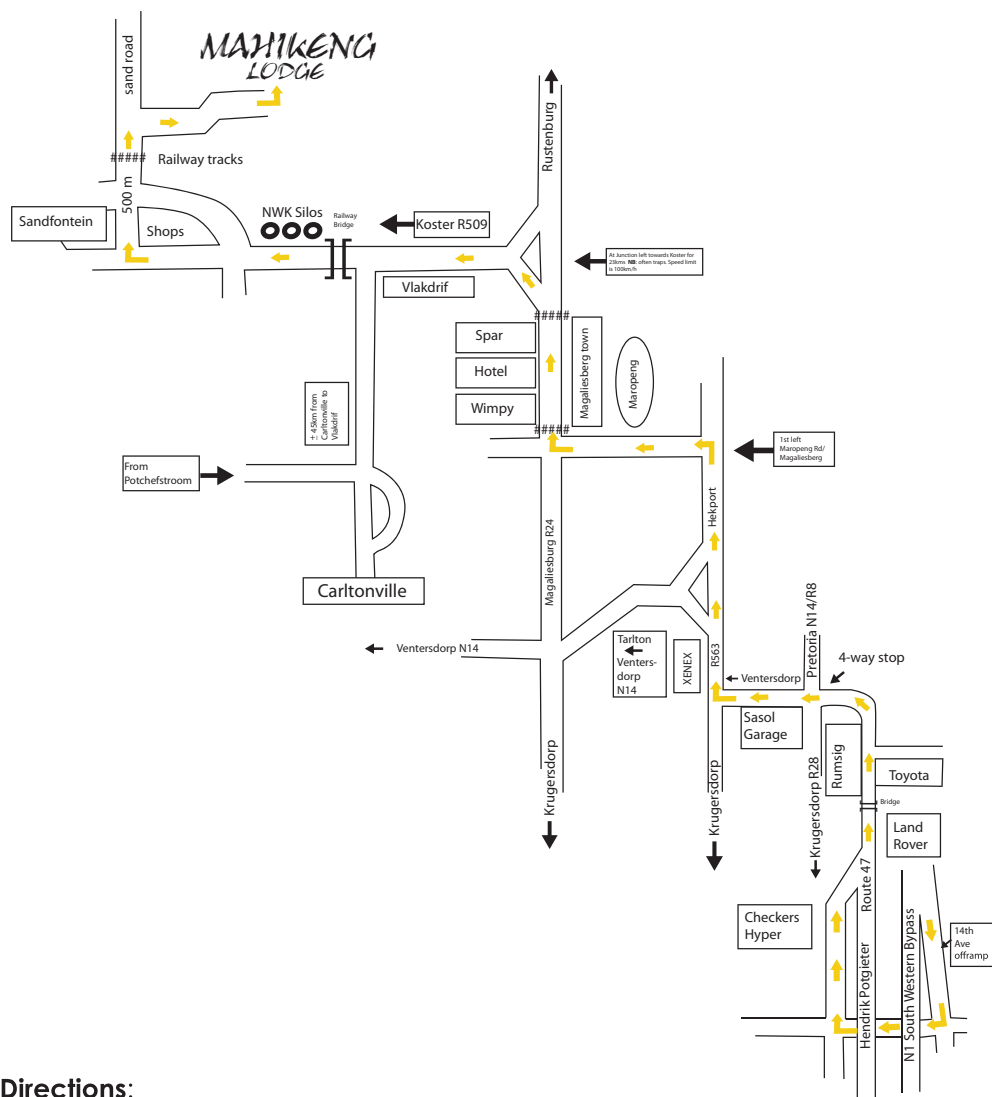 MAHIKENG
LODGE
sand road
Rustenburg
#####
Railway tracks
500 m
Sandfontein
Shops
NWK Silos
Railway
Bridge
Koster R509
At Junction left towards Koster for
23kms NB: often traps. Speed limit
is 100km/h
Vlakdrif
#####
Spar
Hotel
Wimpy
Magaliesberg town
Maropeng
#####
1st left
Maropeng Rd/
Magaliesberg
+- 45km from
Carltonville to
Vlakdrif
From
Potchefstroom
Hekport
Magaliesburg R24
Carltonville
Ventersdorp N14
Tarlton
Venters-
dorp
N14
XENEX
R563
Ventersdorp
Pretoria N14/R8
4-way stop
Sasol
Garage
Rumsig
Toyota
Krugersdorp
Krugersdorp
Krugersdorp R28
Bridge
Land
Rover
Route 47
Checkers
Hyper
14th
Ave
offramp
Hendrik Potgieter
N1 South Western Bypass
Directions: